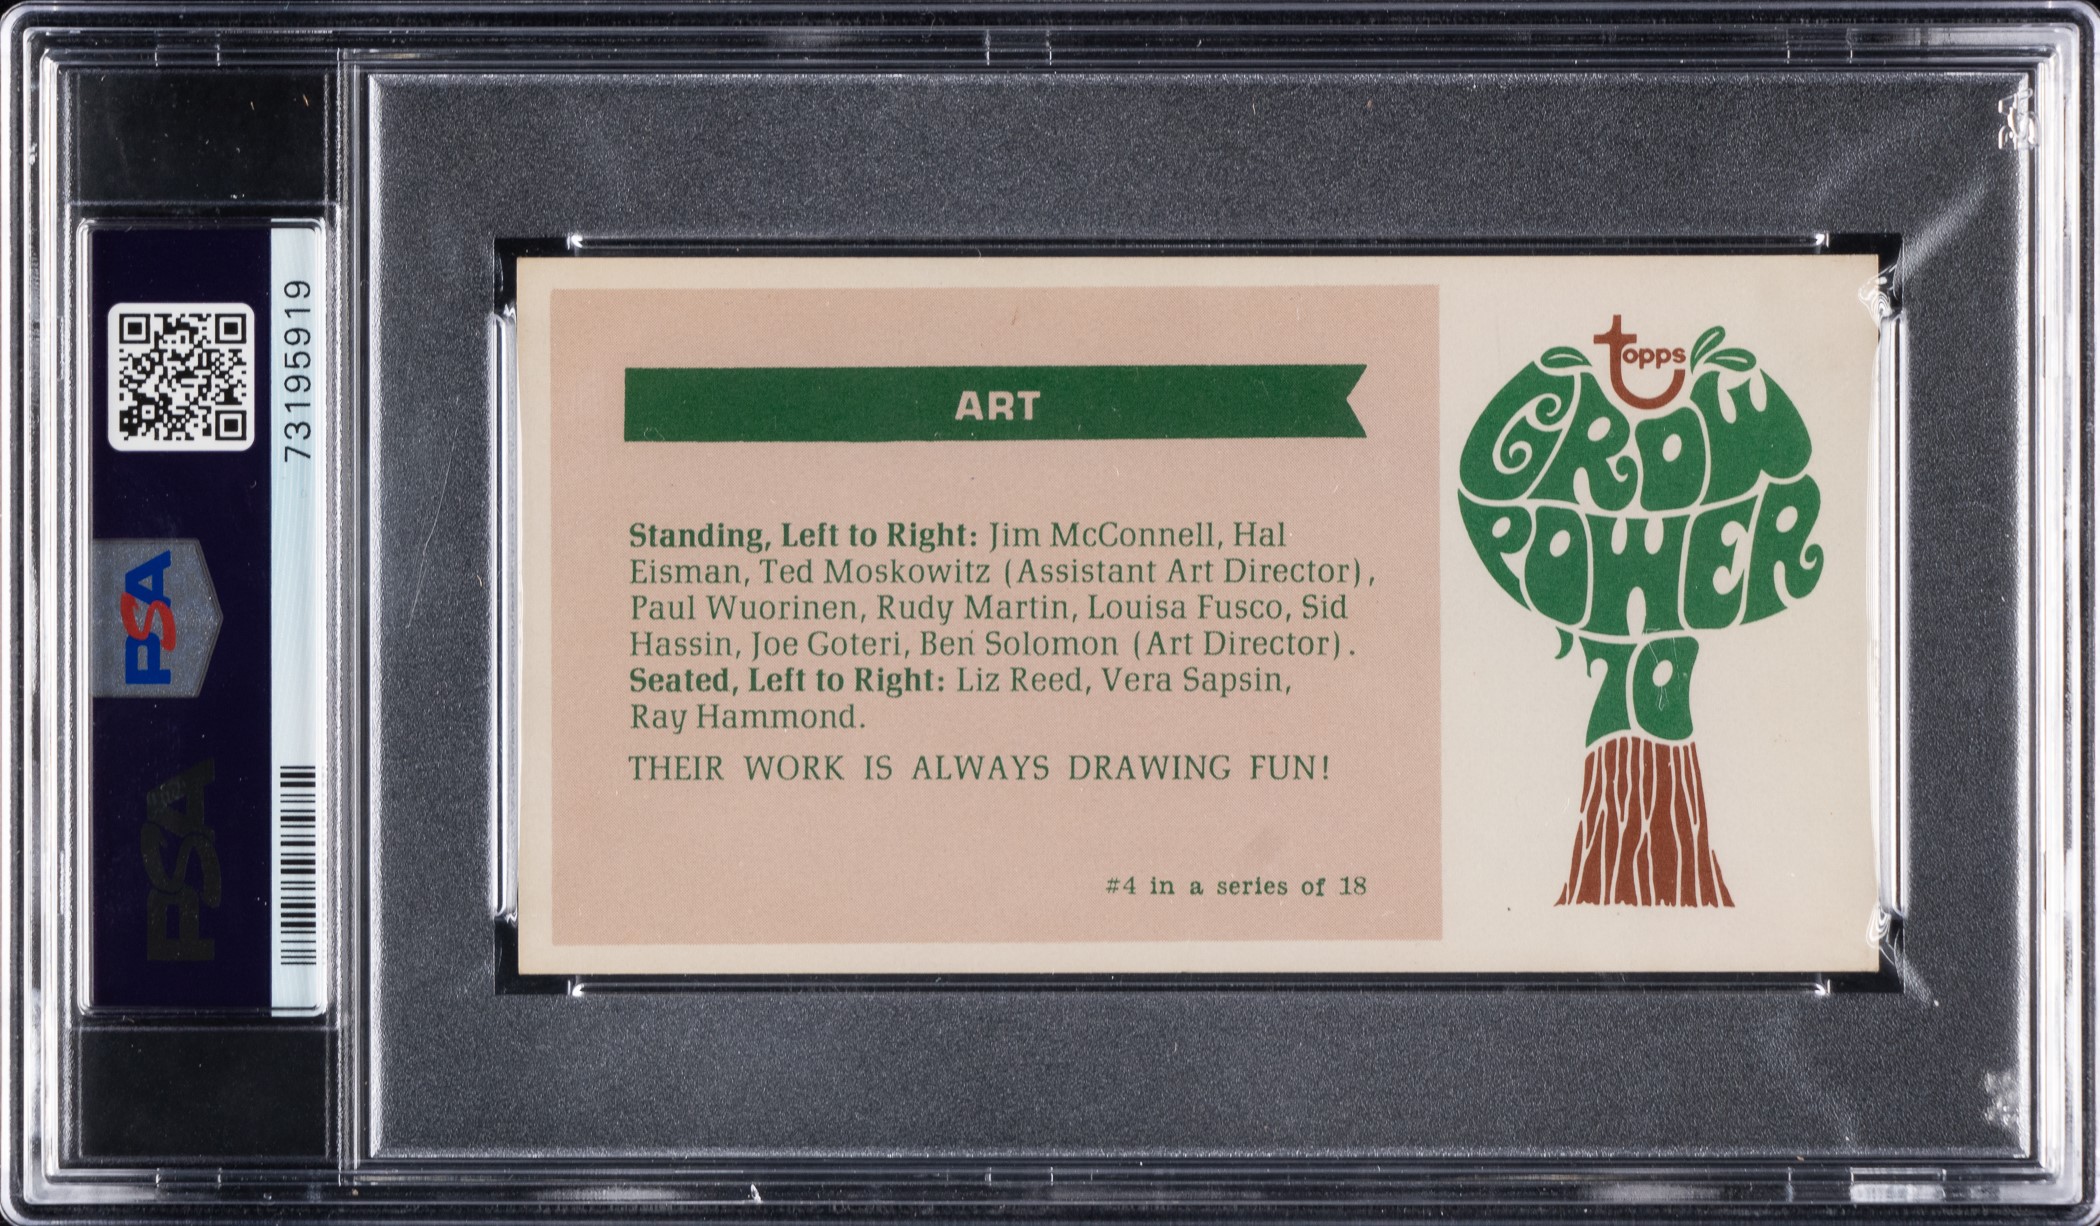 73195919
PSA
PSA
ART
Standing, Left to Right: Jim McConnell, Hal
Eisman, Ted Moskowitz (Assistant Art Director),
Paul Wuorinen, Rudy Martin, Louisa Fusco, Sid
Hassin, Joe Goteri, Ben Solomon (Art Director).
Seated, Left to Right: Liz Reed, Vera Sapsin,
Ray Hammond.
THEIR WORK IS ALWAYS DRAWING FUN!
#4 in a series of 18
topps
GROW
POWER
'70
PSA